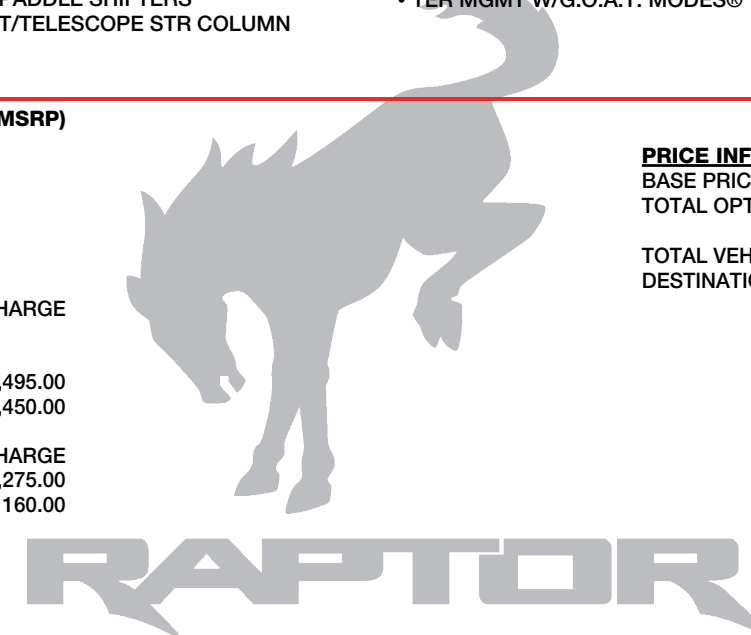 PADDLE SHIFTERS
T/TELESCOPE STR COLUMN
• TER MGMT W/G.O.A.T. MODES®
MSRP)
HARGE
,495.00
,450.00
HARGE
,275.00
160.00
PRICE INF
BASE PRIC
TOTAL OPT
TOTAL VEH
DESTINATI
RAPTOR